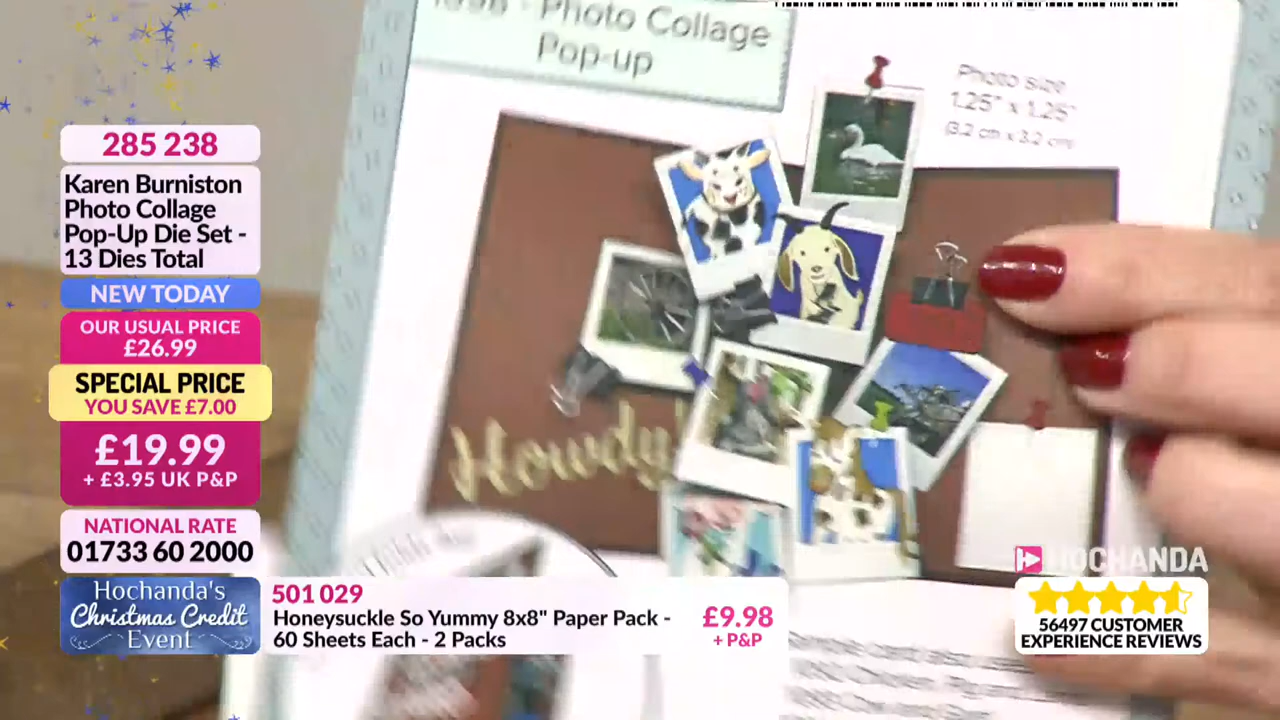 285 238
Karen Burniston
Photo Collage
Pop-Up Die Set -
13 Dies Total
NEW TODAY
OUR USUAL PRICE
£26.99
SPECIAL PRICE
YOU SAVE £7.00
£19.99
+ £3.95 UK P&P
NATIONAL RATE
01733 60 2000
Hochanda's
Christmas Credit
Event
501 029
Honeysuckle So Yummy 8x8" Paper Pack -
60 Sheets Each - 2 Packs
£9.98
+ P&P
Photo Collage
Pop-up
Photo Size
1.25" x 1.25"
(3.2 cm x 3.2 cm)
Howdy
HOCHANDA
56497 CUSTOMER
EXPERIENCE REVIEWS